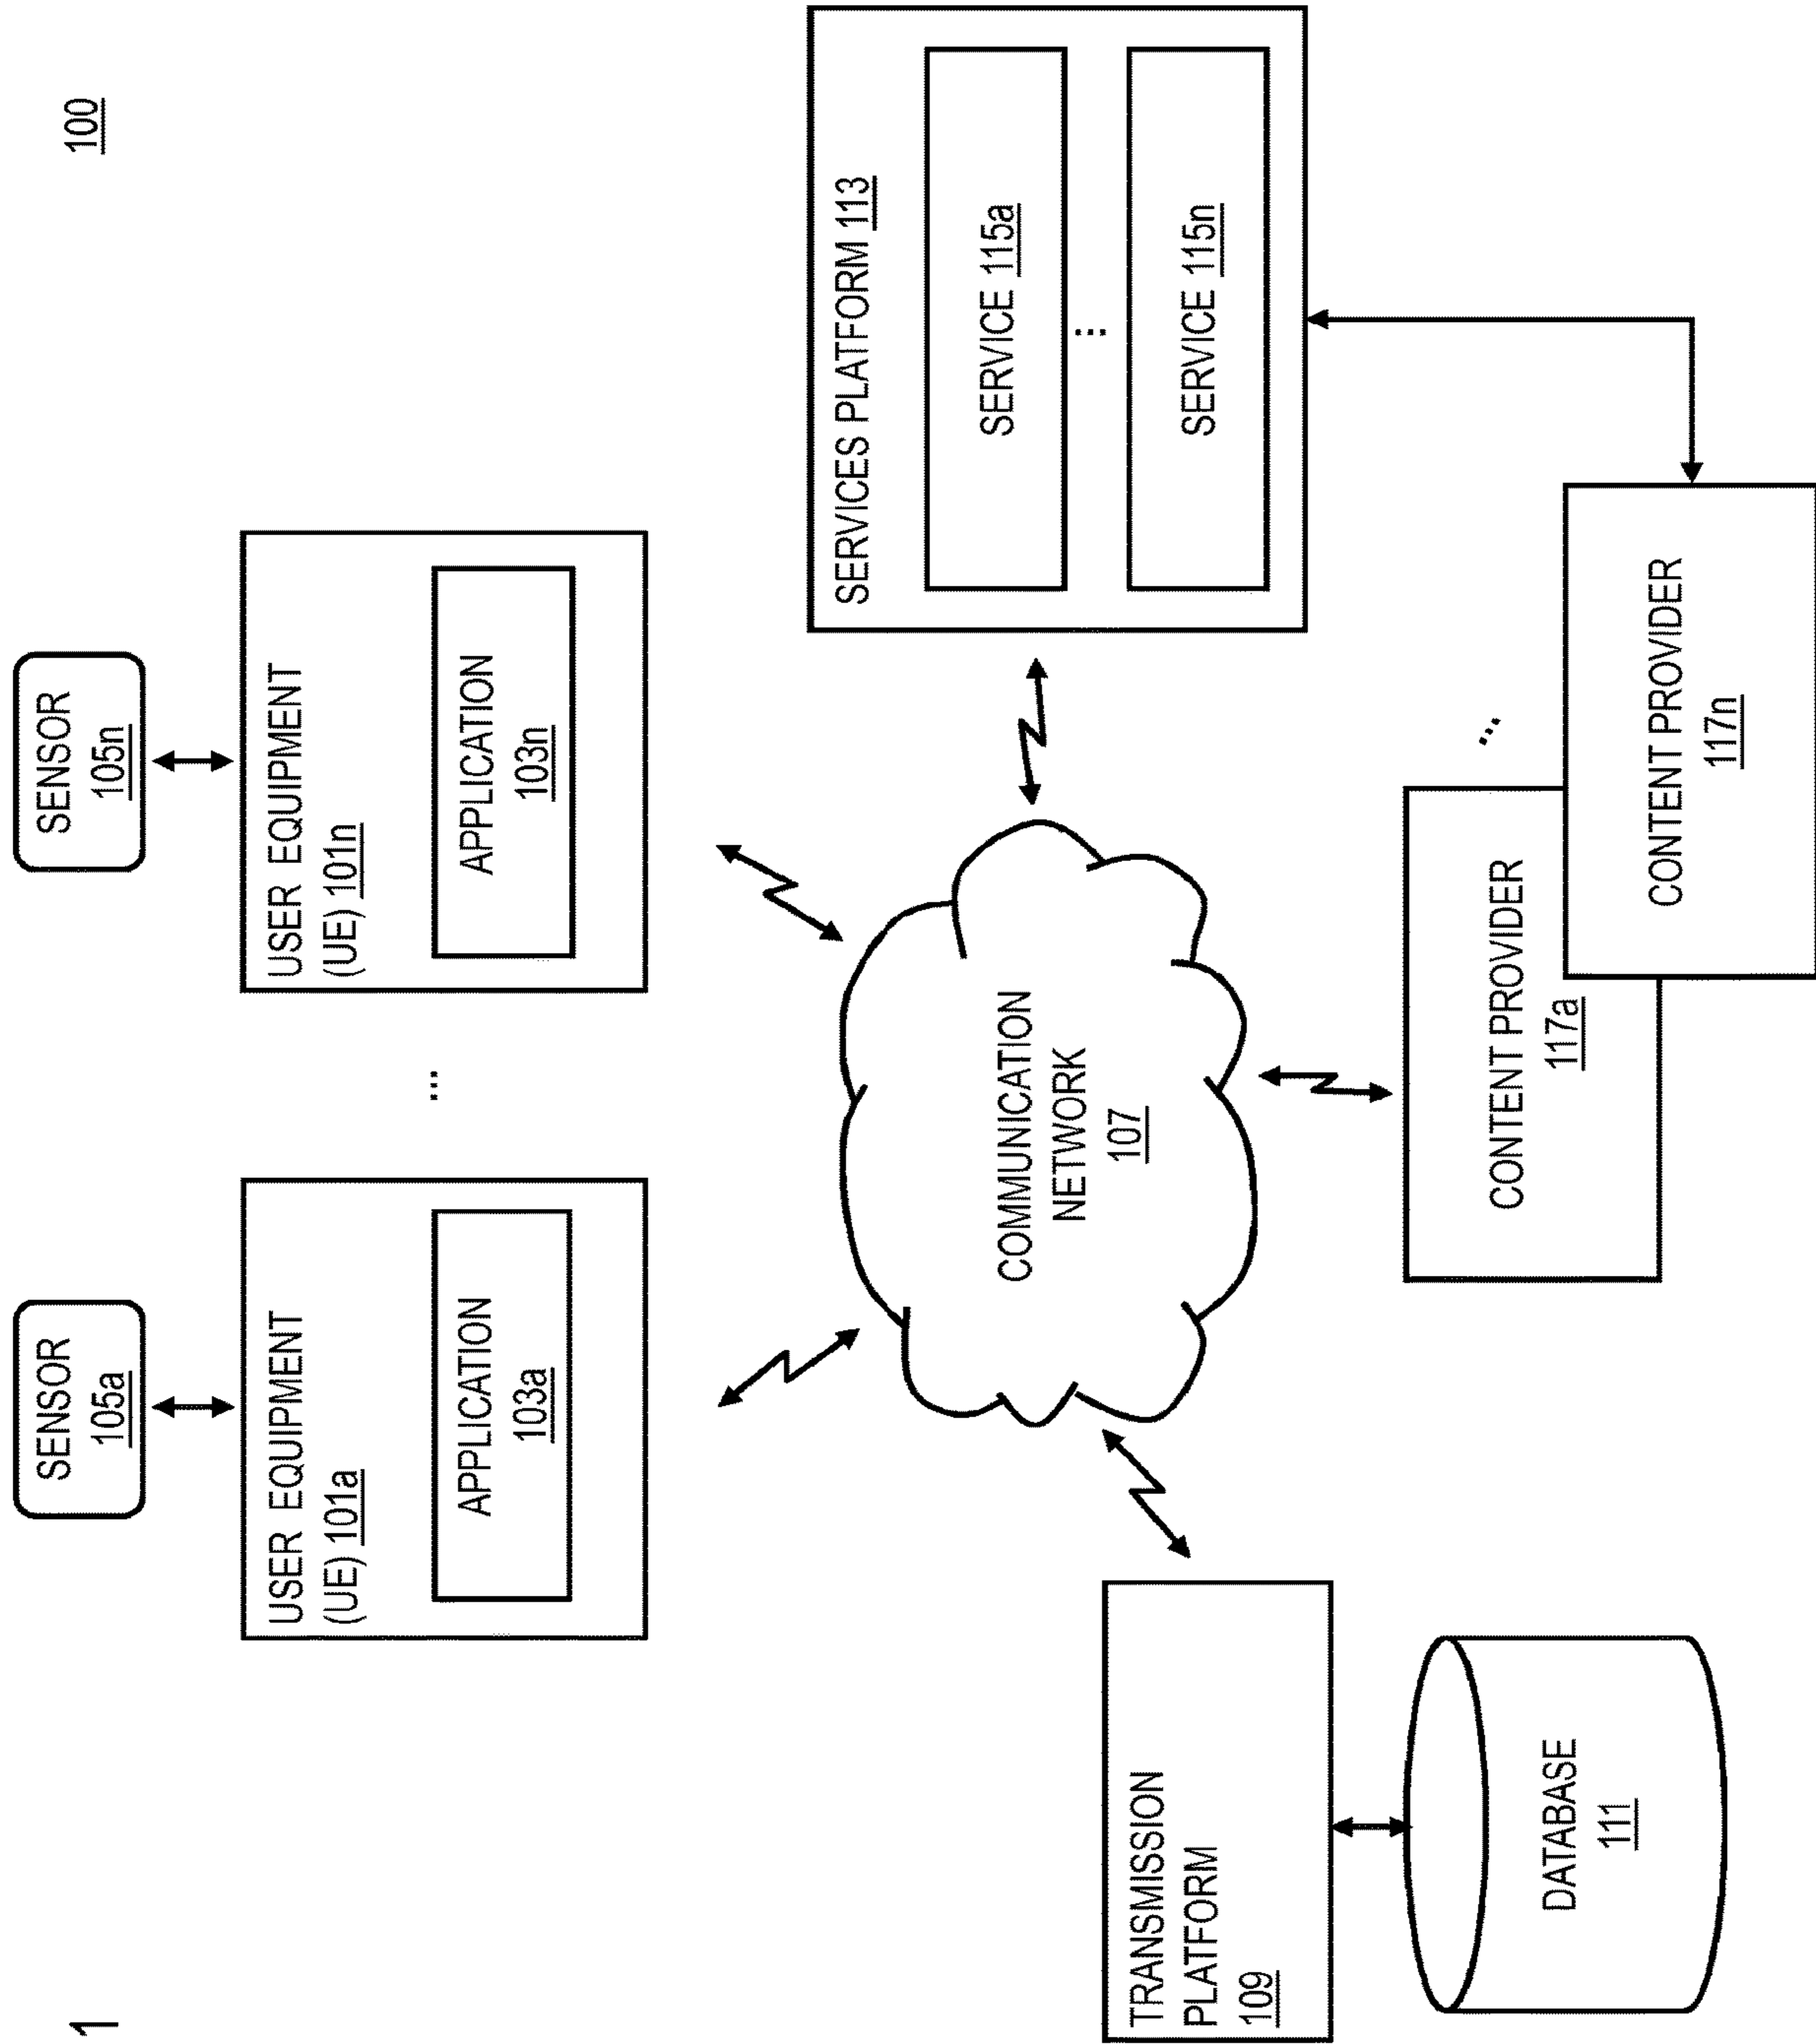 1
100
SENSOR
105a
SENSOR
105n
USER EQUIPMENT
(UE) 101a
APPLICATION
103a
...
USER EQUIPMENT
(UE) 101n
APPLICATION
103n
COMMUNICATION
NETWORK
107
SERVICES PLATFORM 113
SERVICE 115a
...
SERVICE 115n
TRANSMISSION
PLATFORM
109
DATABASE
111
CONTENT PROVIDER
117a
...
CONTENT PROVIDER
117n